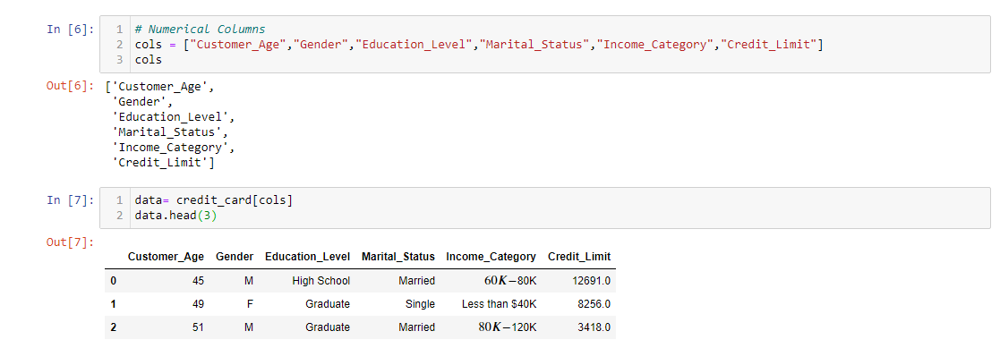 In [6]: 1 # Numerical Columns
2 cols = ["Customer_Age","Gender","Education_Level","Marital_Status","Income_Category","Credit_Limit"]
3 cols
Out[6]: ['Customer_Age',
'Gender',
'Education_Level',
'Marital_Status',
'Income_Category',
'Credit_Limit']
In [7]: 1 data= credit_card[cols]
2 data.head(3)
Out[7]:
Customer_Age Gender Education_Level Marital_Status Income_Category Credit_Limit
0 45 M High School Married 60K−80K 12691.0
1 49 F Graduate Single Less than $40K 8256.0
2 51 M Graduate Married 80K−120K 3418.0